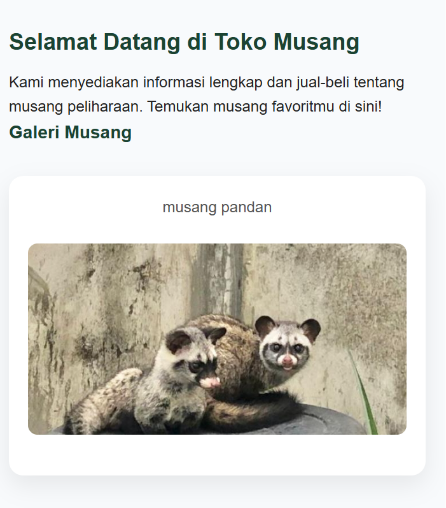 Selamat Datang di Toko Musang
Kami menyediakan informasi lengkap dan jual-beli tentang
musang peliharaan. Temukan musang favoritmu di sini!
Galeri Musang
musang pandan